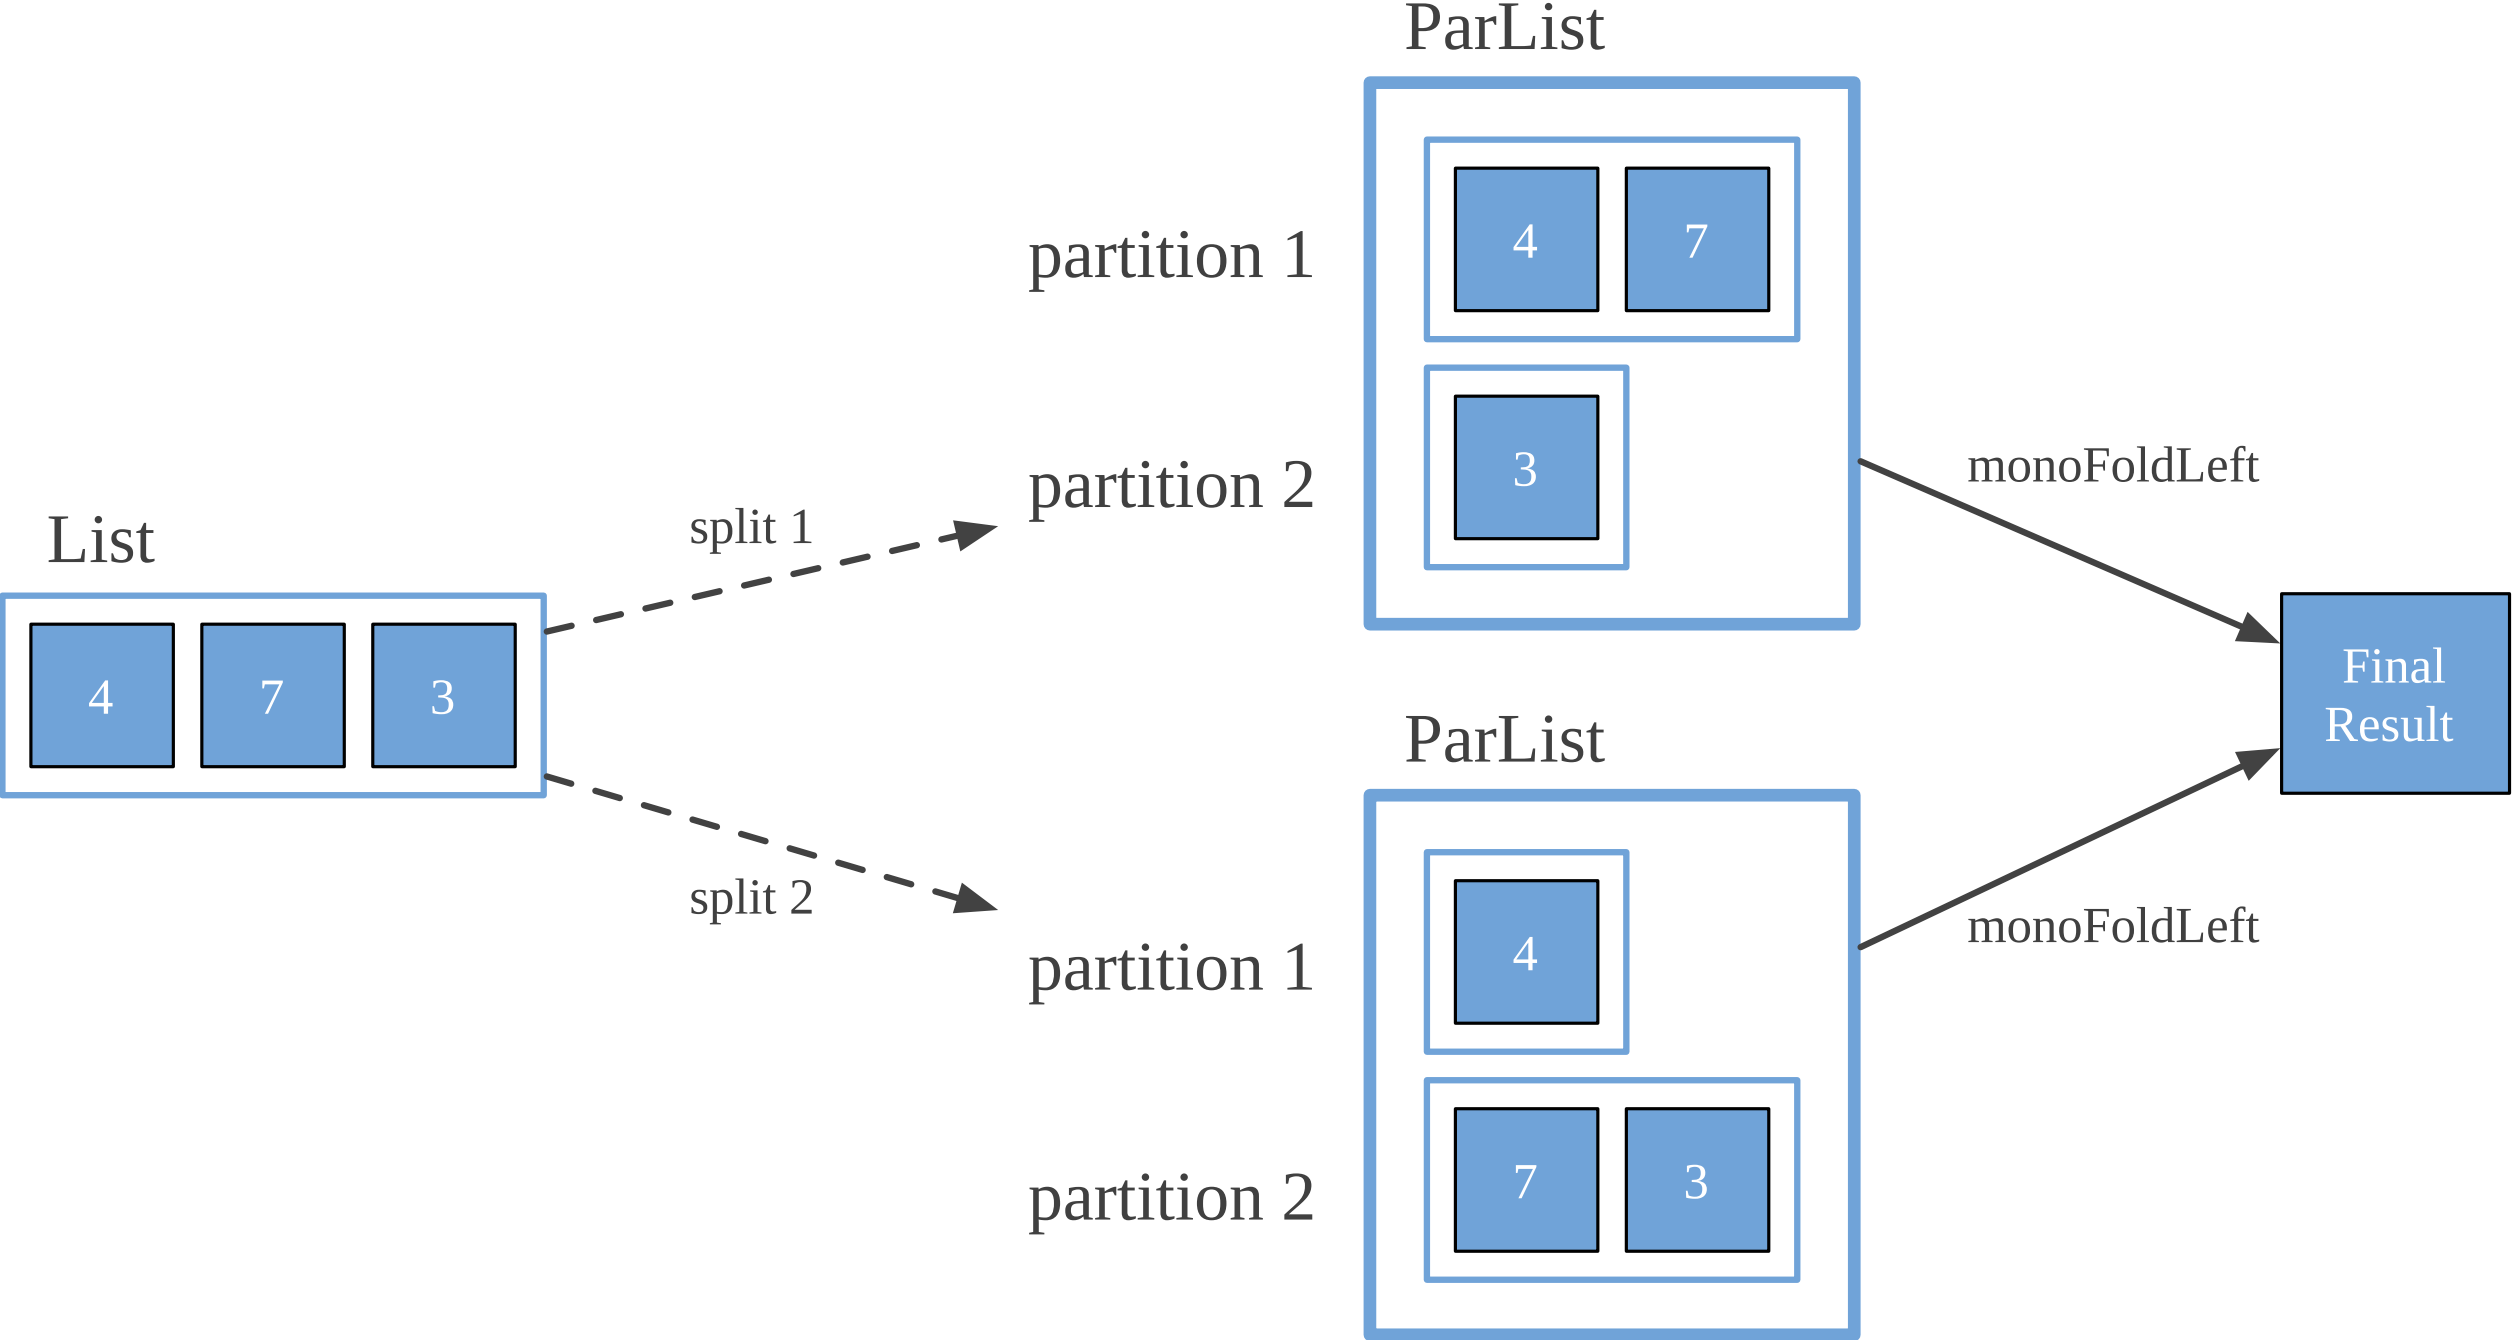 List
4 7 3
split 1
split 2
ParList
partition 1
4 7
partition 2
3
ParList
partition 1
4
partition 2
7 3
monoFoldLeft
monoFoldLeft
Final
Result